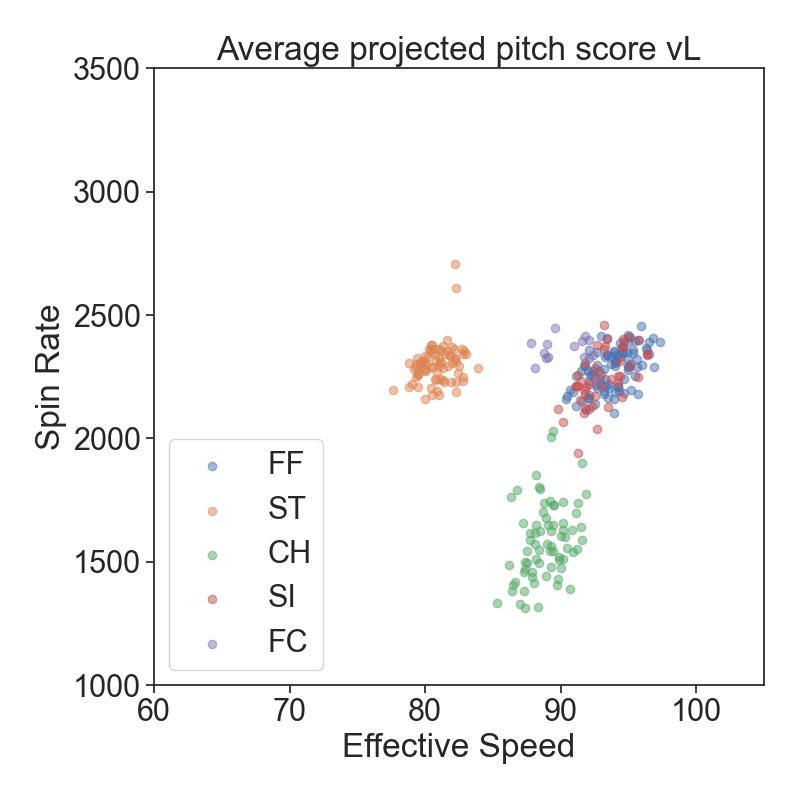 Average projected pitch score vL
3500
3000
2500
2000
1500
1000
Spin Rate
FF
ST
CH
SI
FC
60 70 80 90 100
Effective Speed